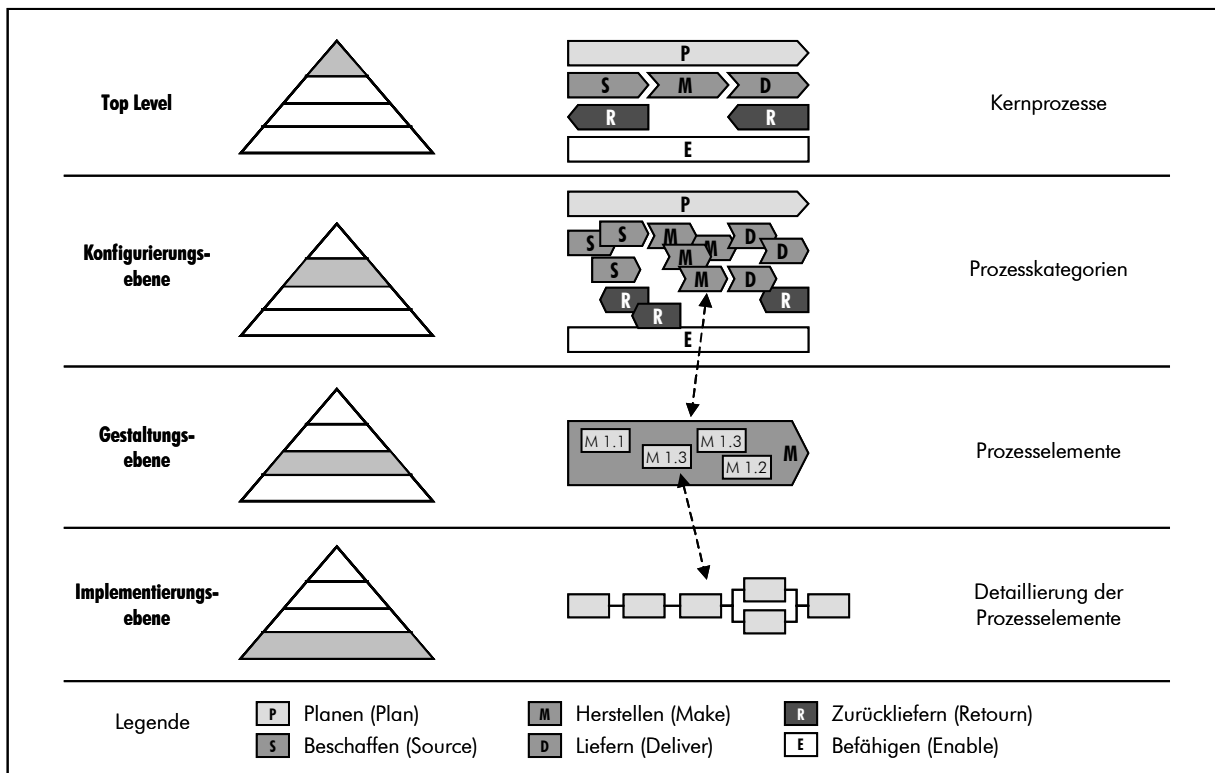 Top Level
P
S M D
R R
E
Kernprozesse
Konfigurierungs-
ebene
P
S S M M D
M D
S M D
R R
R
E
Prozesskategorien
Gestaltungs-
ebene
M 1.1 M 1.3
M 1.3 M
M 1.2
Prozesselemente
Implementierungs-
ebene
Detaillierung der
Prozesselemente
Legende
P Planen (Plan)
S Beschaffen (Source)
M Herstellen (Make)
D Liefern (Deliver)
R Zurückliefern (Retourn)
E Befähigen (Enable)